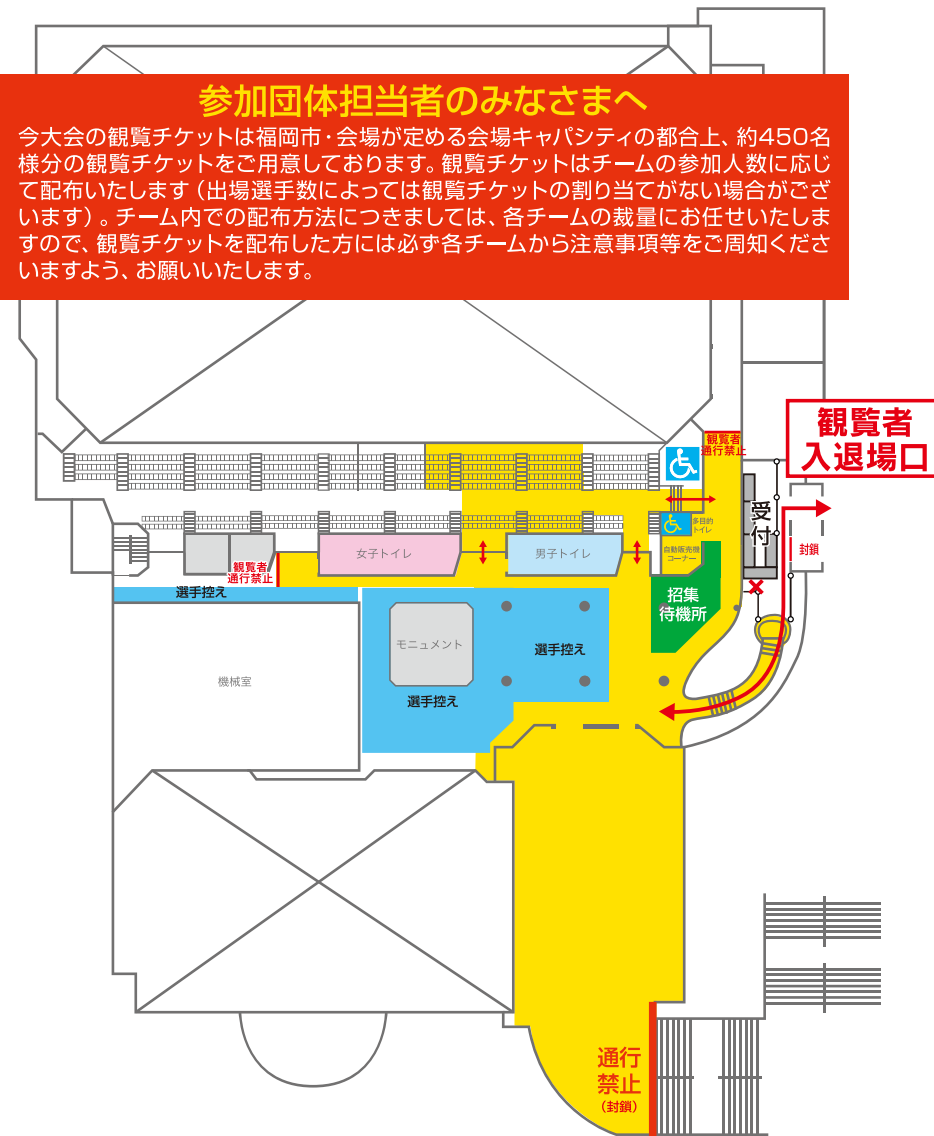 参加団体担当者のみなさまへ
今大会の観覧チケットは福岡市・会場が定める会場キャパシティの都合上、約450名
様分の観覧チケットをご用意しております。観覧チケットはチームの参加人数に応じ
て配布いたします（出場選手数によっては観覧チケットの割り当てがない場合がござ
います）。チーム内での配布方法につきましては、各チームの裁量にお任せいたしま
すので、観覧チケットを配布した方には必ず各チームから注意事項等をご周知くださ
いますよう、お願いいたします。
観覧者
入退場口
観覧者
通行禁止
受付
多目的
トイレ
封鎖
女子トイレ
男子トイレ
自動販売機
コーナー
観覧者
通行禁止
選手控え
招集
待機所
モニュメント
選手控え
機械室
選手控え
通行
禁止
（封鎖）